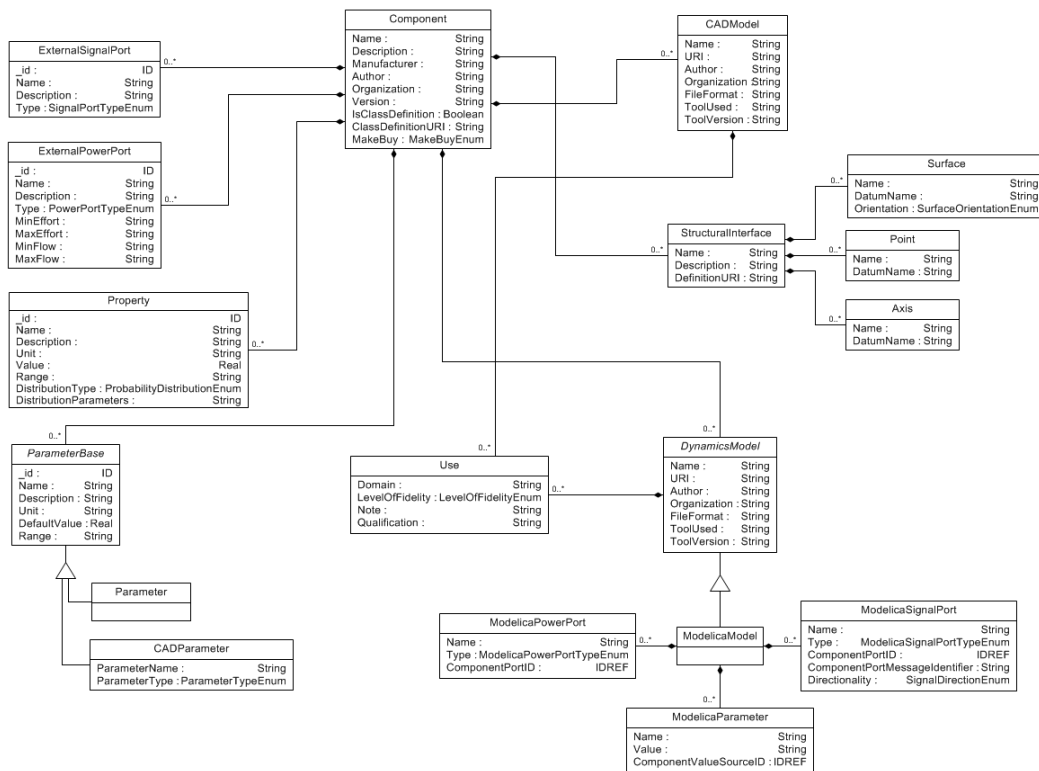 Component
Name : String
Description : String
Manufacturer : String
Author : String
Organization : String
Version : String
IsClassDefinition : Boolean
ClassDefinitionURI : String
MakeBuy : MakeBuyEnum
CADModel
Name : String
URI : String
Author : String
Organization : String
FileFormat : String
ToolUsed : String
ToolVersion : String
0..*
ExternalSignalPort
_id : ID
Name : String
Description : String
Type : SignalPortTypeEnum
0..*
ExternalPowerPort
_id : ID
Name : String
Description : String
Type : PowerPortTypeEnum
MinEffort : String
MaxEffort : String
MinFlow : String
MaxFlow : String
0..*
Surface
Name : String
DatumName : String
Orientation : SurfaceOrientationEnum
0..*
StructuralInterface
Name : String
Description : String
DefinitionURI : String
0..*
Point
Name : String
DatumName : String
0..*
Axis
Name : String
DatumName : String
0..*
Property
_id : ID
Name : String
Description : String
Unit : String
Value : Real
Range : String
DistributionType : ProbabilityDistributionEnum
DistributionParameters : String
0..*
0..*
ParameterBase
_id : ID
Name : String
Description : String
Unit : String
DefaultValue : Real
Range : String
0..*
Use
Domain : String
LevelOfFidelity : LevelOfFidelityEnum
Note : String
Qualification : String
0..*
0..*
DynamicsModel
Name : String
URI : String
Author : String
Organization : String
FileFormat : String
ToolUsed : String
ToolVersion : String
Parameter
CADParameter
ParameterName : String
ParameterType : ParameterTypeEnum
ModelicaPowerPort
Name : String
Type : ModelicaPowerPortTypeEnum
ComponentPortID : IDREF
0..*
ModelicaModel
0..*
ModelicaSignalPort
Name : String
Type : ModelicaSignalPortTypeEnum
ComponentPortID : IDREF
ComponentPortMessageIdentifier : String
Directionality : SignalDirectionEnum
0..*
ModelicaParameter
Name : String
Value : String
ComponentValueSourceID : IDREF